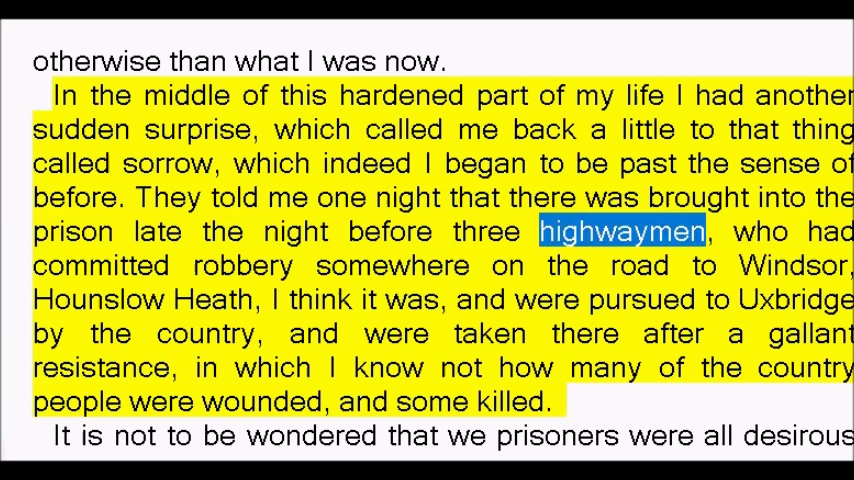 otherwise than what I was now.
In the middle of this hardened part of my life I had another
sudden surprise, which called me back a little to that thing
called sorrow, which indeed I began to be past the sense of
before. They told me one night that there was brought into the
prison late the night before three highwaymen, who had
committed robbery somewhere on the road to Windsor,
Hounslow Heath, I think it was, and were pursued to Uxbridge
by the country, and were taken there after a gallant
resistance, in which I know not how many of the country
people were wounded, and some killed.
It is not to be wondered that we prisoners were all desirous